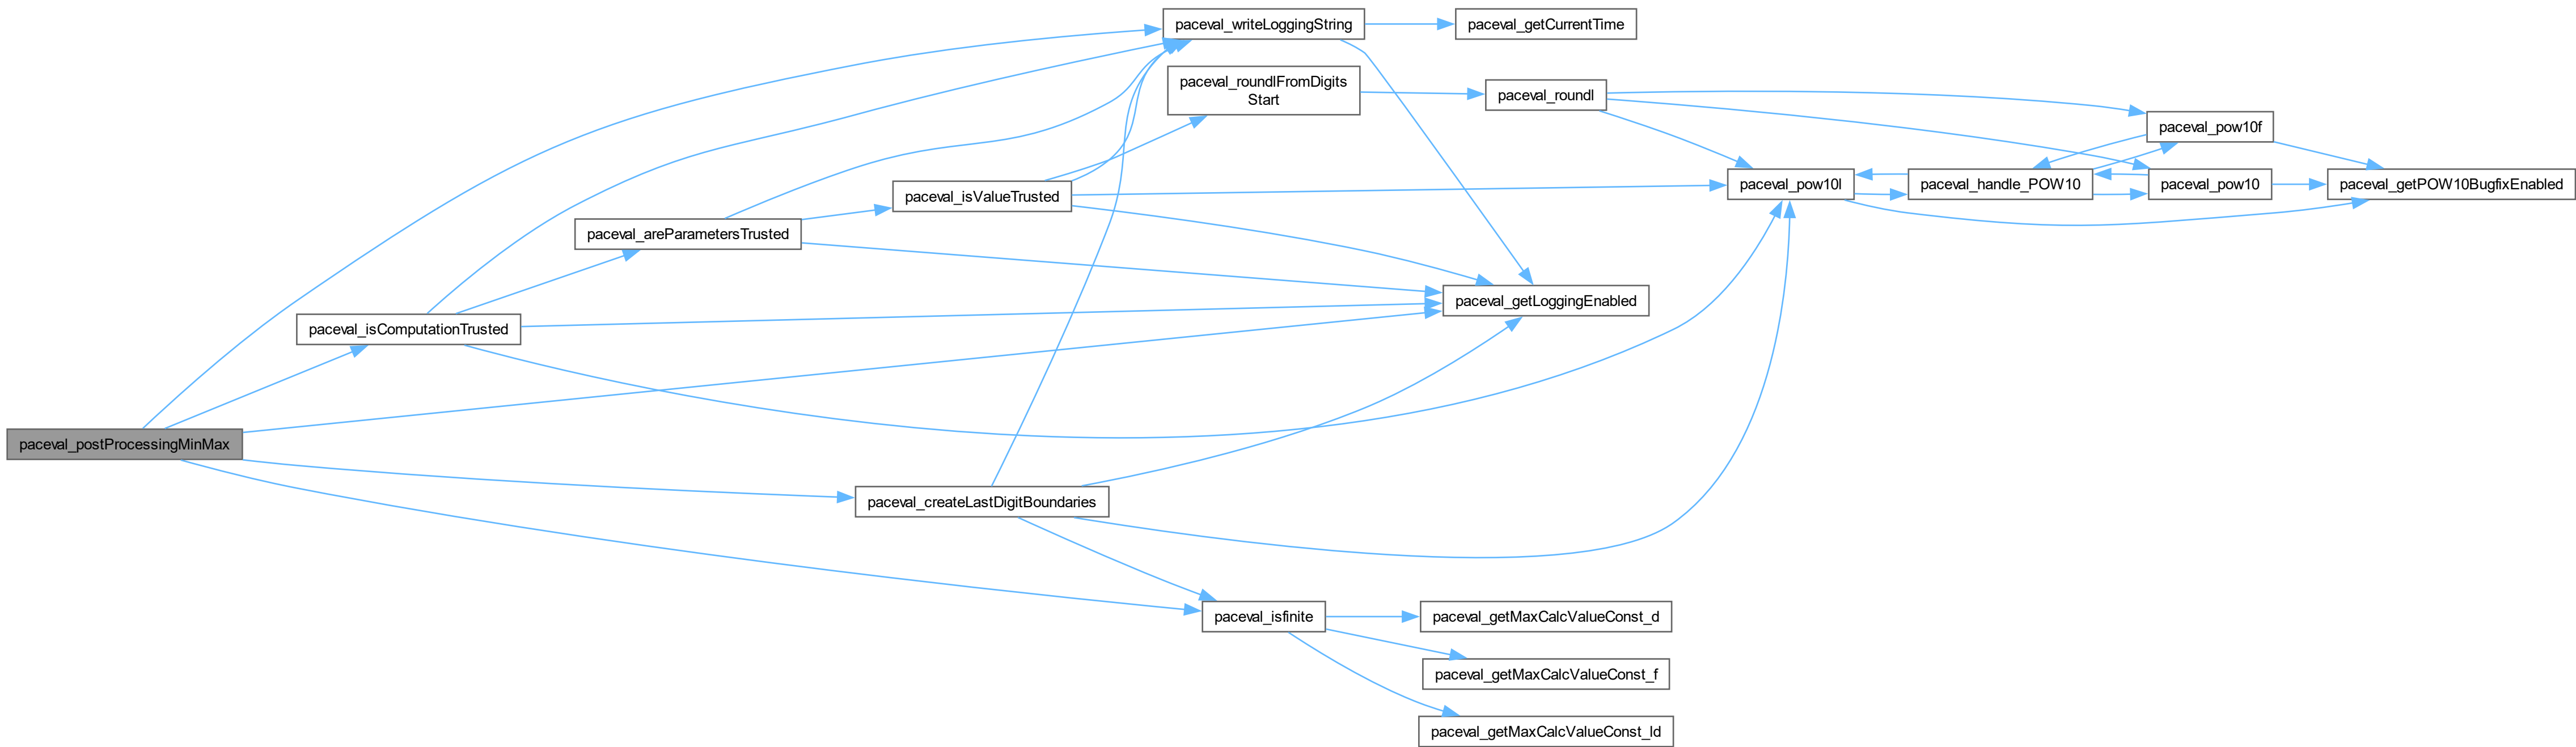 paceval_writeLoggingString
paceval_getCurrentTime
paceval_roundlFromDigits
Start
paceval_roundl
paceval_pow10f
paceval_isValueTrusted
paceval_pow10l
paceval_handle_POW10
paceval_pow10
paceval_getPOW10BugfixEnabled
paceval_areParametersTrusted
paceval_getLoggingEnabled
paceval_isComputationTrusted
paceval_postProcessingMinMax
paceval_createLastDigitBoundaries
paceval_isfinite
paceval_getMaxCalcValueConst_d
paceval_getMaxCalcValueConst_f
paceval_getMaxCalcValueConst_ld